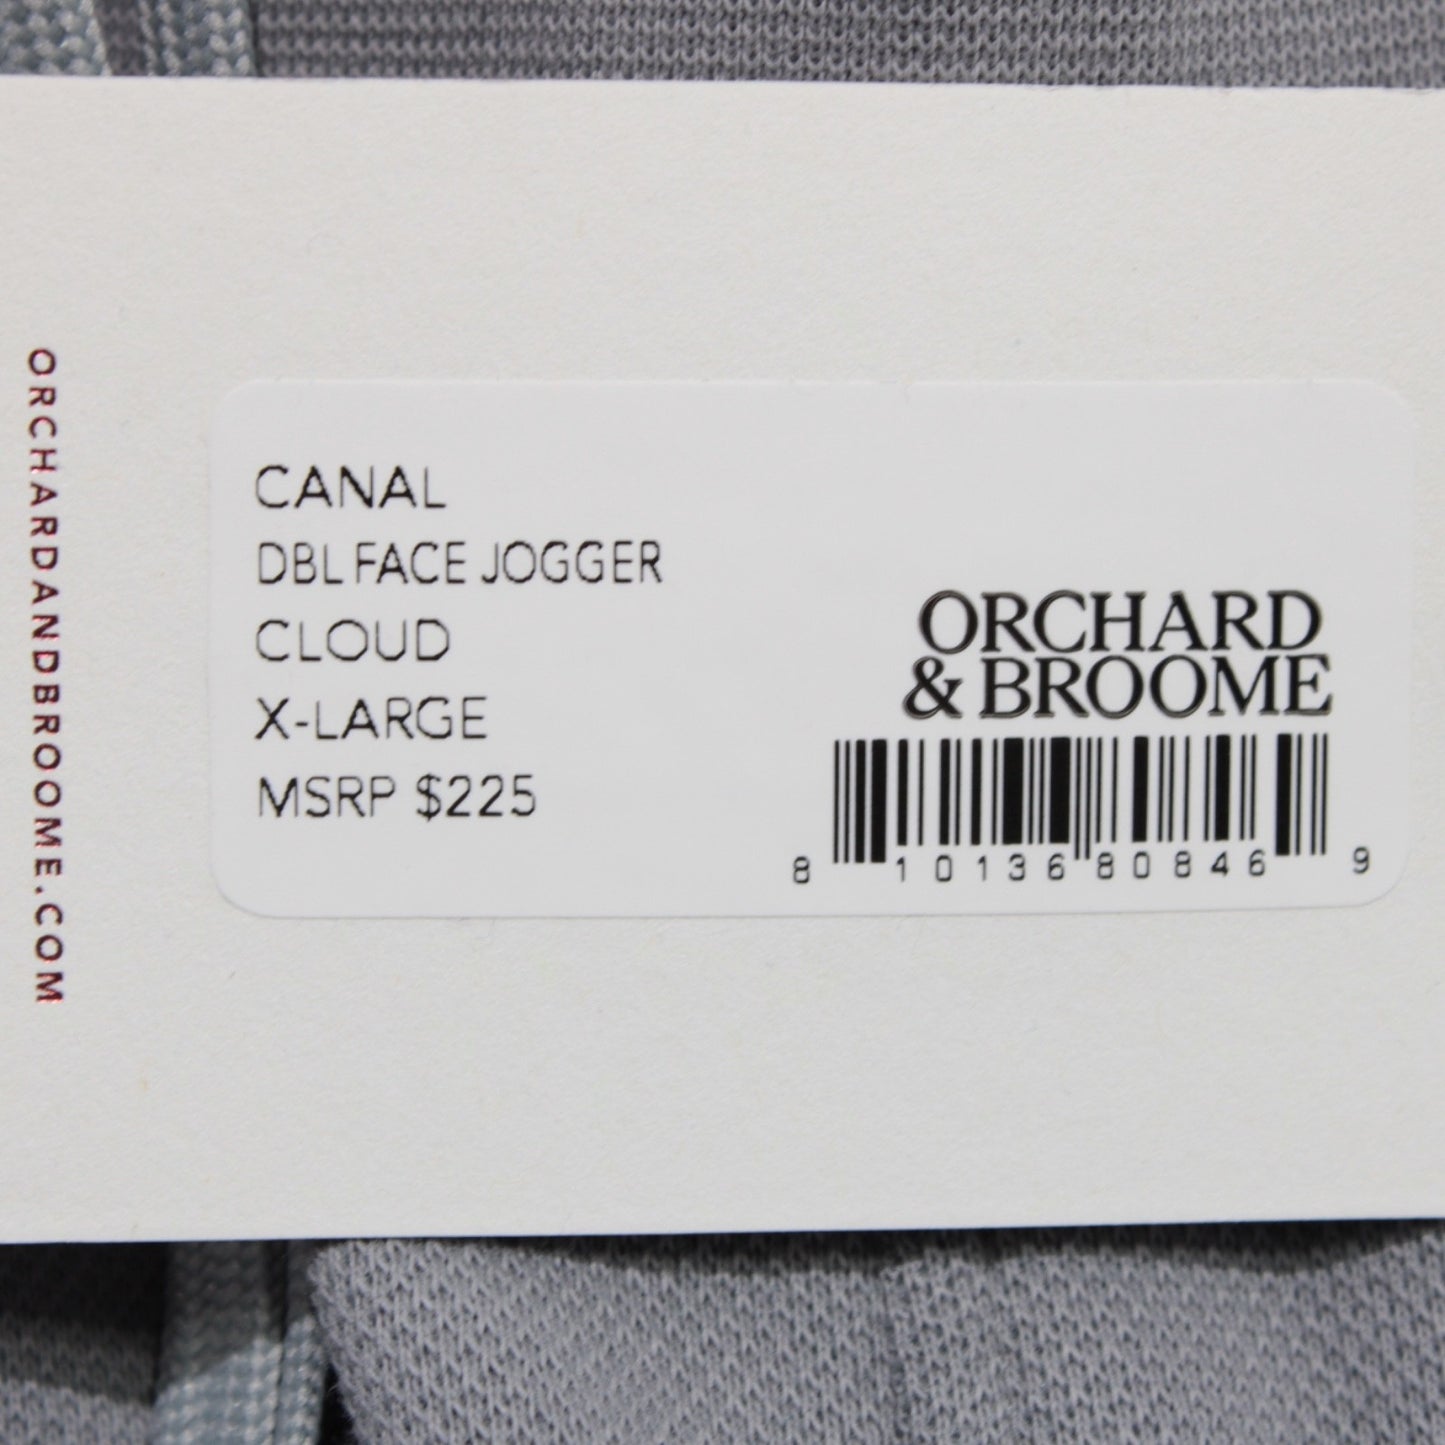 ORCHARDANDBROOME.COM
CANAL
DBL FACE JOGGER
CLOUD
X-LARGE
MSRP $225
ORCHARD
& BROOME
8 10136 80846 9